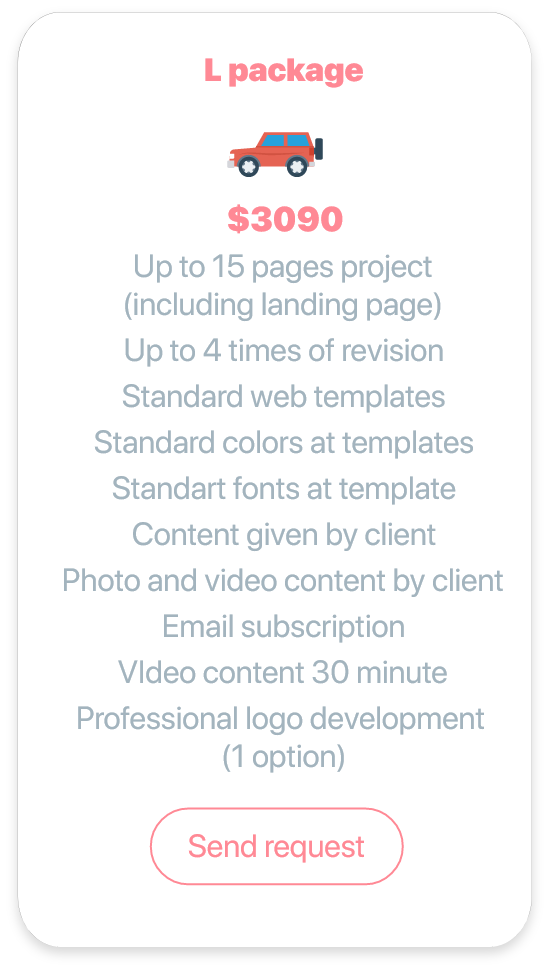 L package
$3090
Up to 15 pages project
(including landing page)
Up to 4 times of revision
Standard web templates
Standard colors at templates
Standart fonts at template
Content given by client
Photo and video content by client
Email subscription
VIdeo content 30 minute
Professional logo development
(1 option)
Send request